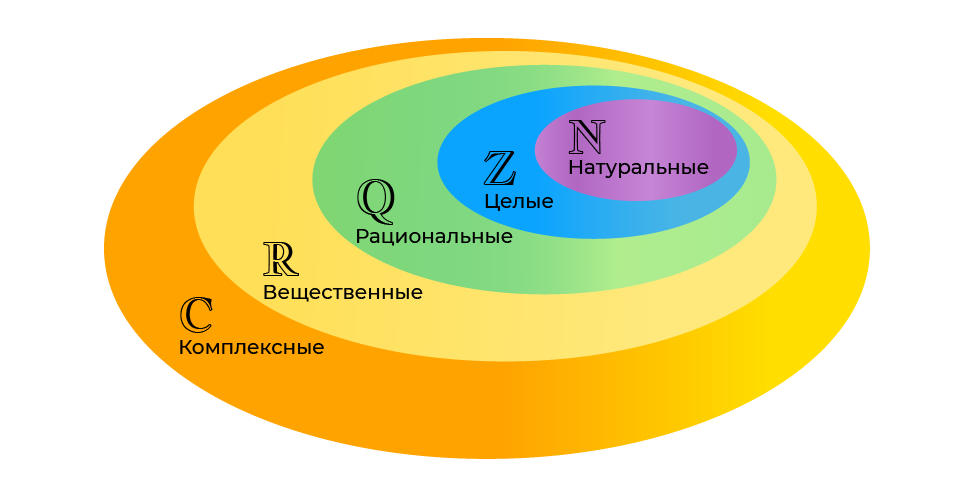 ℕ
Натуральные
ℤ
Целые
ℚ
Рациональные
ℝ
Вещественные
ℂ
Комплексные